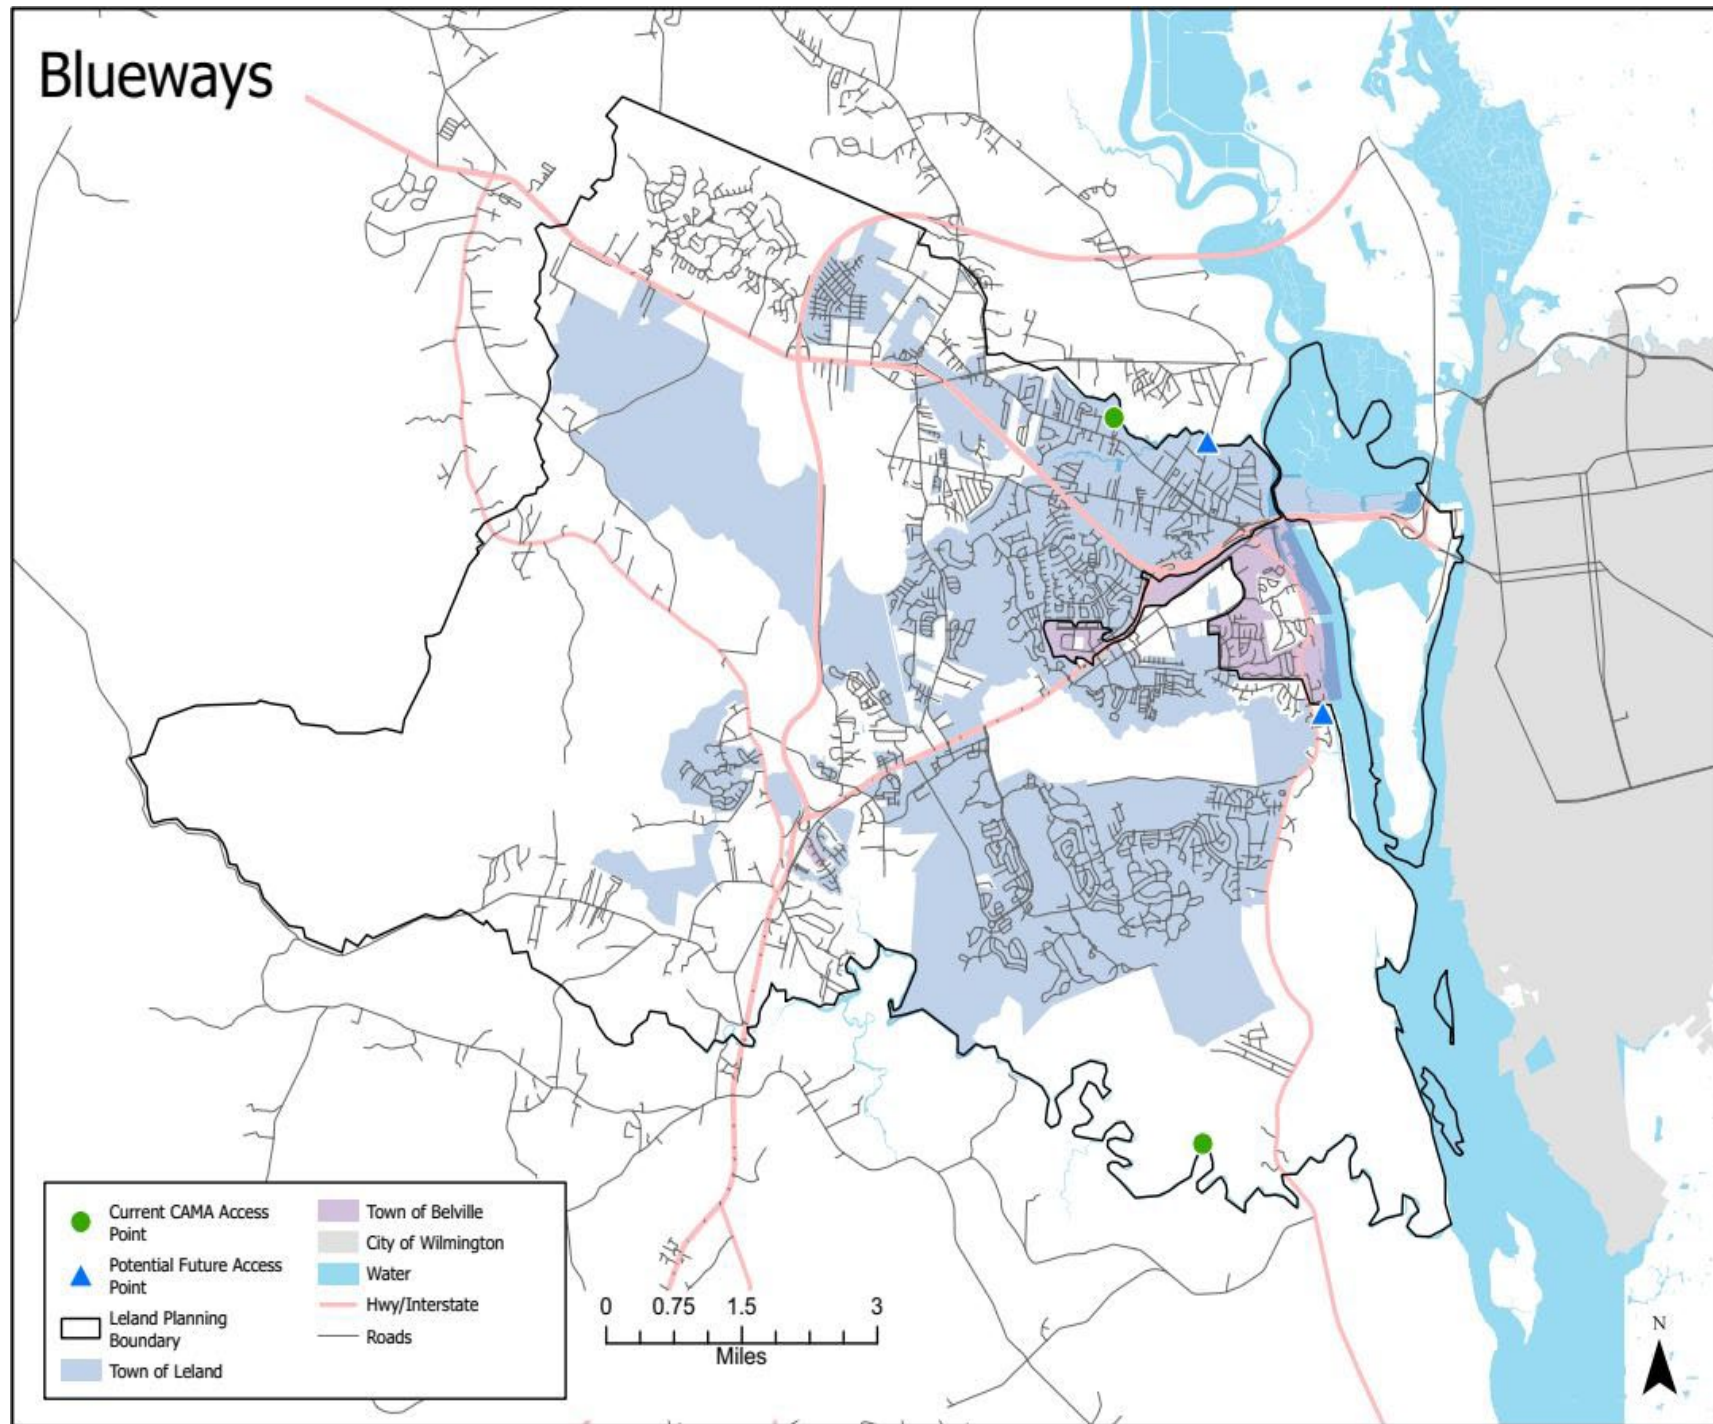 Blueways
Current CAMA Access
Point
Potential Future Access
Point
Leland Planning
Boundary
Town of Leland
Town of Belville
City of Wilmington
Water
Hwy/Interstate
Roads
0 0.75 1.5 3
Miles
N